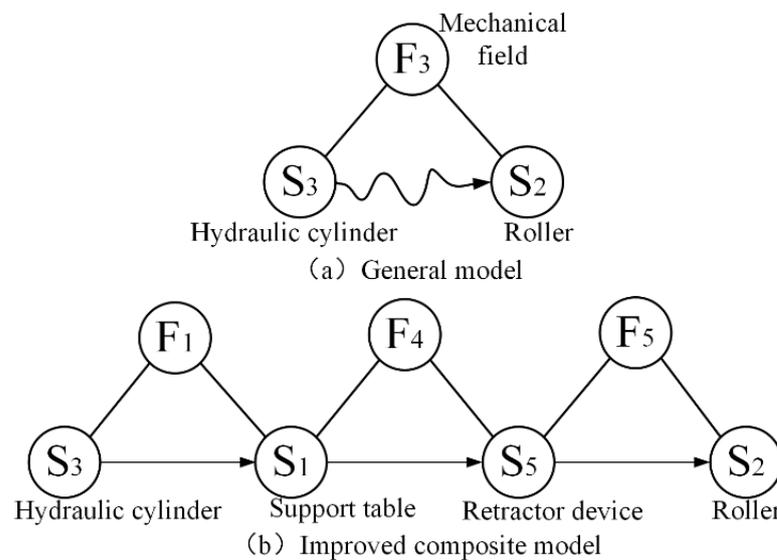 Mechanical
field
F3
S3
S2
Hydraulic cylinder
Roller
（a）General model
F1
F4
F5
S3
S1
S5
S2
Hydraulic cylinder
Support table
Retractor device
Roller
（b）Improved composite model